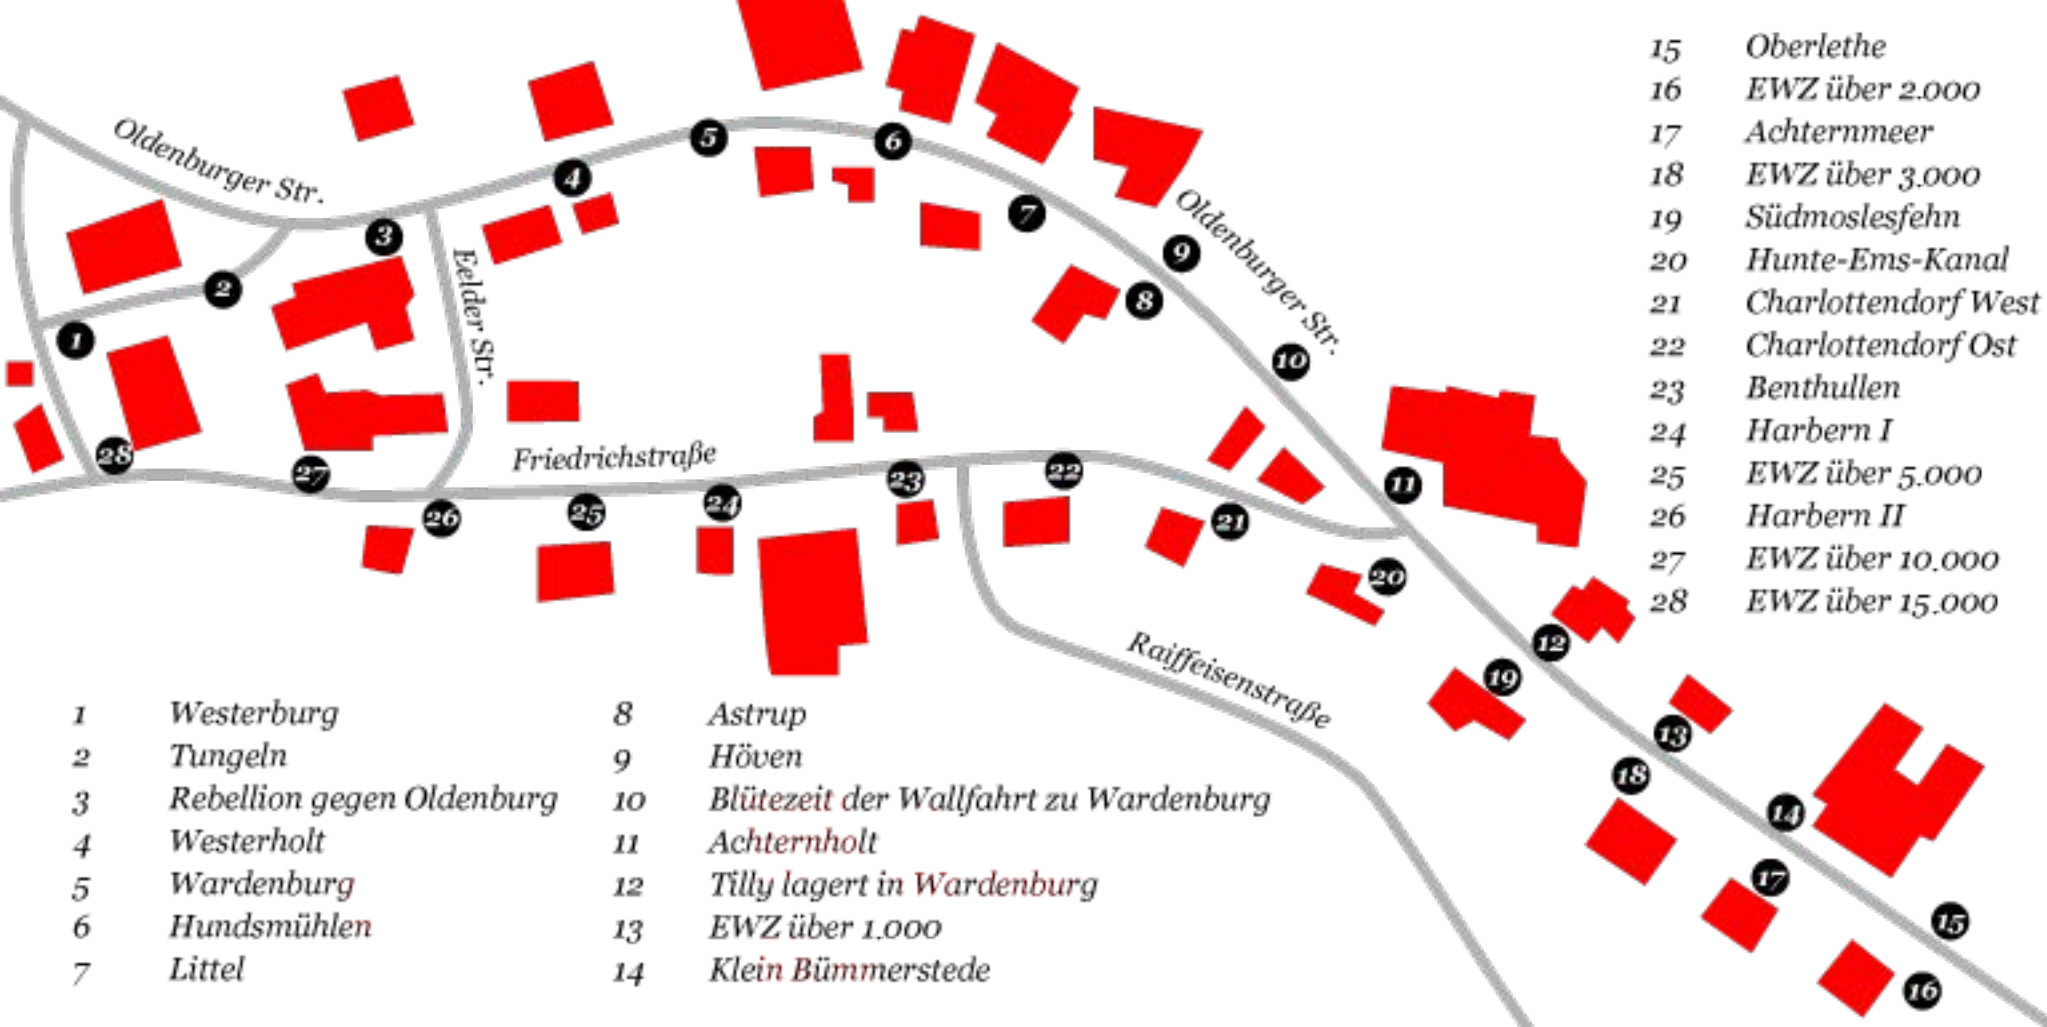 Oldenburger Str.
Eelder Str.
Friedrichstraße
Oldenburger Str.
Raiffeisenstraße
1
2
3
4
5
6
7
8
9
10
11
12
13
14
15
16
17
18
19
20
21
22
23
24
25
26
27
28
1 Westerburg
2 Tungeln
3 Rebellion gegen Oldenburg
4 Westerholt
5 Wardenburg
6 Hundsmühlen
7 Littel
8 Astrup
9 Höven
10 Blütezeit der Wallfahrt zu Wardenburg
11 Achternholt
12 Tilly lagert in Wardenburg
13 EWZ über 1.000
14 Klein Bümmerstede
15 Oberlethe
16 EWZ über 2.000
17 Achternmeer
18 EWZ über 3.000
19 Südmoslesfehn
20 Hunte-Ems-Kanal
21 Charlottendorf West
22 Charlottendorf Ost
23 Benthullen
24 Harbern I
25 EWZ über 5.000
26 Harbern II
27 EWZ über 10.000
28 EWZ über 15.000